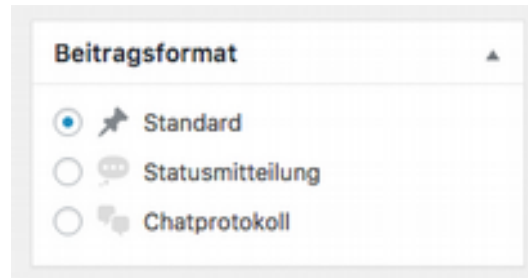 Beitragsformat
Standard
Statusmitteilung
Chatprotokoll